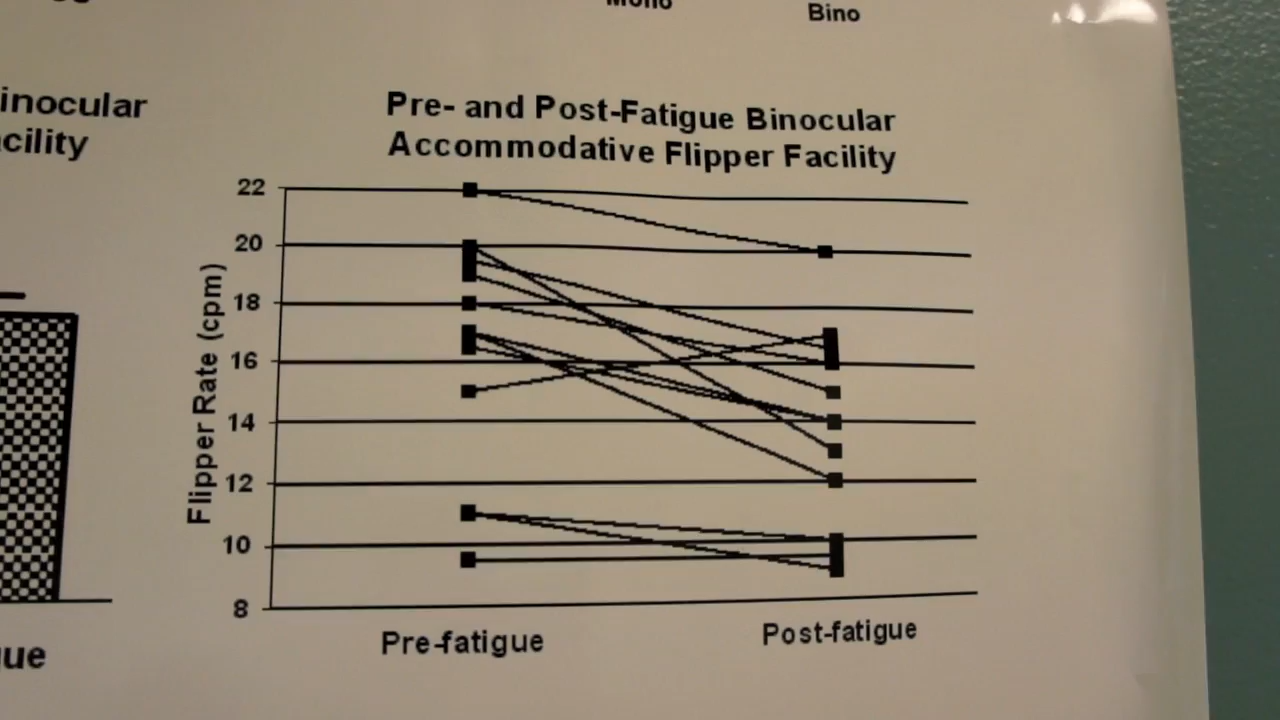 Bino
inocular
cility
Pre- and Post-Fatigue Binocular
Accommodative Flipper Facility
Flipper Rate (cpm)
22
20
18
16
14
12
10
8
Pre-fatigue
Post-fatigue
ue